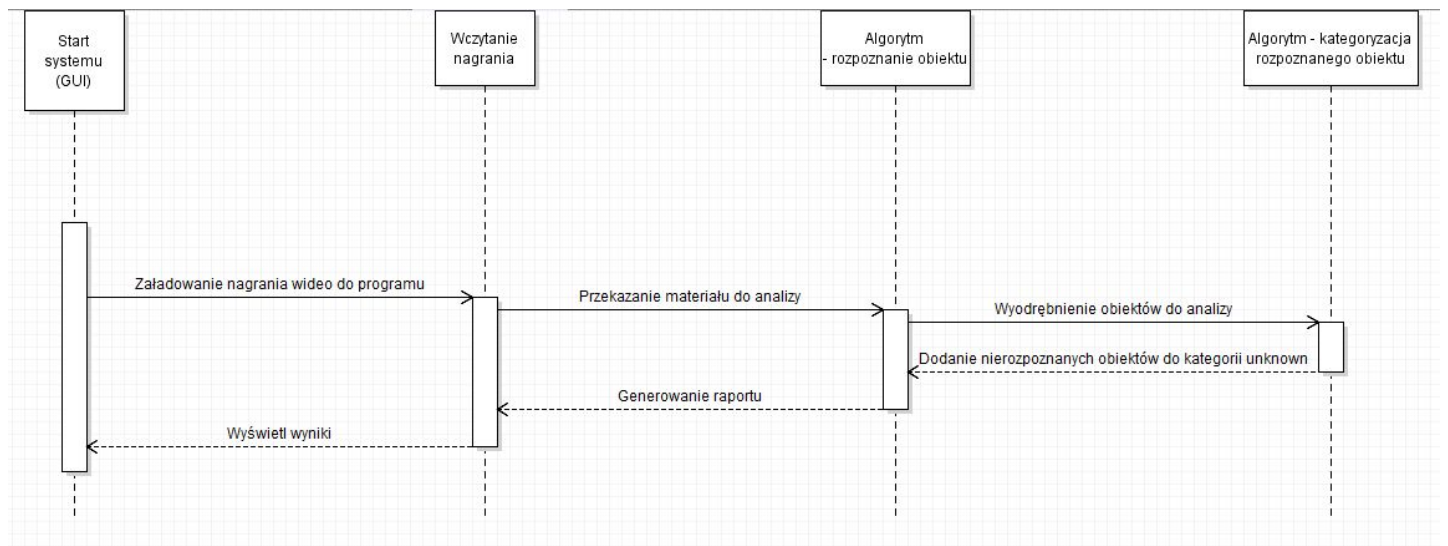 Start
systemu
(GUI)
Wczytanie
nagrania
Algorytm
- rozpoznanie obiektu
Algorytm - kategoryzacja
rozpoznanego obiektu
Załadowanie nagrania wideo do programu
Przekazanie materiału do analizy
Wyodrębnienie obiektów do analizy
Dodanie nierozpoznanych obiektów do kategorii unknown
Generowanie raportu
Wyświetl wyniki